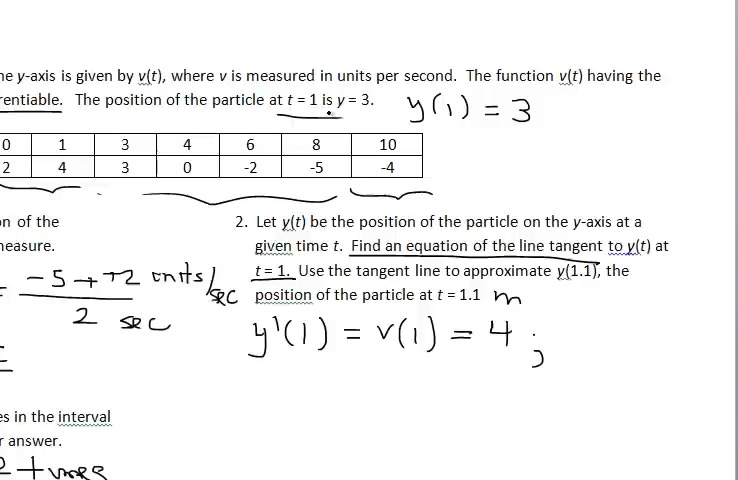 he y-axis is given by v(t), where v is measured in units per second. The function v(t) having the
rentiable. The position of the particle at t = 1 is y = 3. y(1) = 3
0 1 3 4 6 8 10
2 4 3 0 -2 -5 -4
on of the
measure.
= -5 + +2 units/sec
2 sec
=
2. Let y(t) be the position of the particle on the y-axis at a
given time t. Find an equation of the line tangent to y(t) at
t = 1. Use the tangent line to approximate y(1.1), the
position of the particle at t = 1.1 m
y'(1) = v(1) = 4 ;
es in the interval
r answer.
2 times